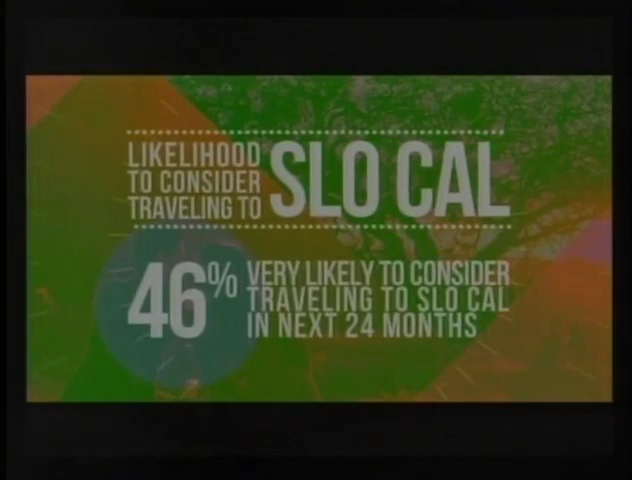 LIKELIHOOD
TO CONSIDER
TRAVELING TO
SLO CAL
46%
VERY LIKELY TO CONSIDER
TRAVELING TO SLO CAL
IN NEXT 24 MONTHS